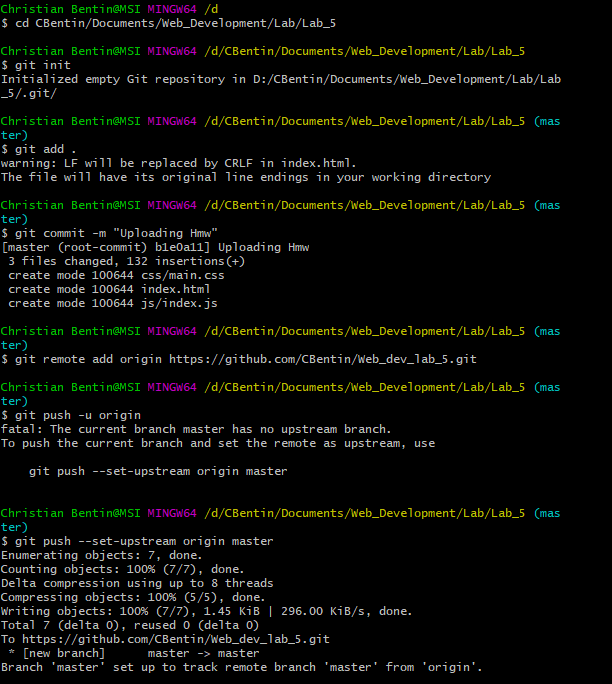 Christian Bentin@MSI MINGW64 /d
$ cd CBentin/Documents/Web_Development/Lab/Lab_5

Christian Bentin@MSI MINGW64 /d/CBentin/Documents/Web_Development/Lab/Lab_5
$ git init
Initialized empty Git repository in D:/CBentin/Documents/Web_Development/Lab/Lab
_5/.git/

Christian Bentin@MSI MINGW64 /d/CBentin/Documents/Web_Development/Lab/Lab_5 (mas
ter)
$ git add .
warning: LF will be replaced by CRLF in index.html.
The file will have its original line endings in your working directory

Christian Bentin@MSI MINGW64 /d/CBentin/Documents/Web_Development/Lab/Lab_5 (mas
ter)
$ git commit -m "Uploading Hmw"
[master (root-commit) b1e0a11] Uploading Hmw
 3 files changed, 132 insertions(+)
 create mode 100644 css/main.css
 create mode 100644 index.html
 create mode 100644 js/index.js

Christian Bentin@MSI MINGW64 /d/CBentin/Documents/Web_Development/Lab/Lab_5 (mas
ter)
$ git remote add origin https://github.com/CBentin/Web_dev_lab_5.git

Christian Bentin@MSI MINGW64 /d/CBentin/Documents/Web_Development/Lab/Lab_5 (mas
ter)
$ git push -u origin
fatal: The current branch master has no upstream branch.
To push the current branch and set the remote as upstream, use

    git push --set-upstream origin master


Christian Bentin@MSI MINGW64 /d/CBentin/Documents/Web_Development/Lab/Lab_5 (mas
ter)
$ git push --set-upstream origin master
Enumerating objects: 7, done.
Counting objects: 100% (7/7), done.
Delta compression using up to 8 threads
Compressing objects: 100% (5/5), done.
Writing objects: 100% (7/7), 1.45 KiB | 296.00 KiB/s, done.
Total 7 (delta 0), reused 0 (delta 0)
To https://github.com/CBentin/Web_dev_lab_5.git
 * [new branch]      master -> master
Branch 'master' set up to track remote branch 'master' from 'origin'.